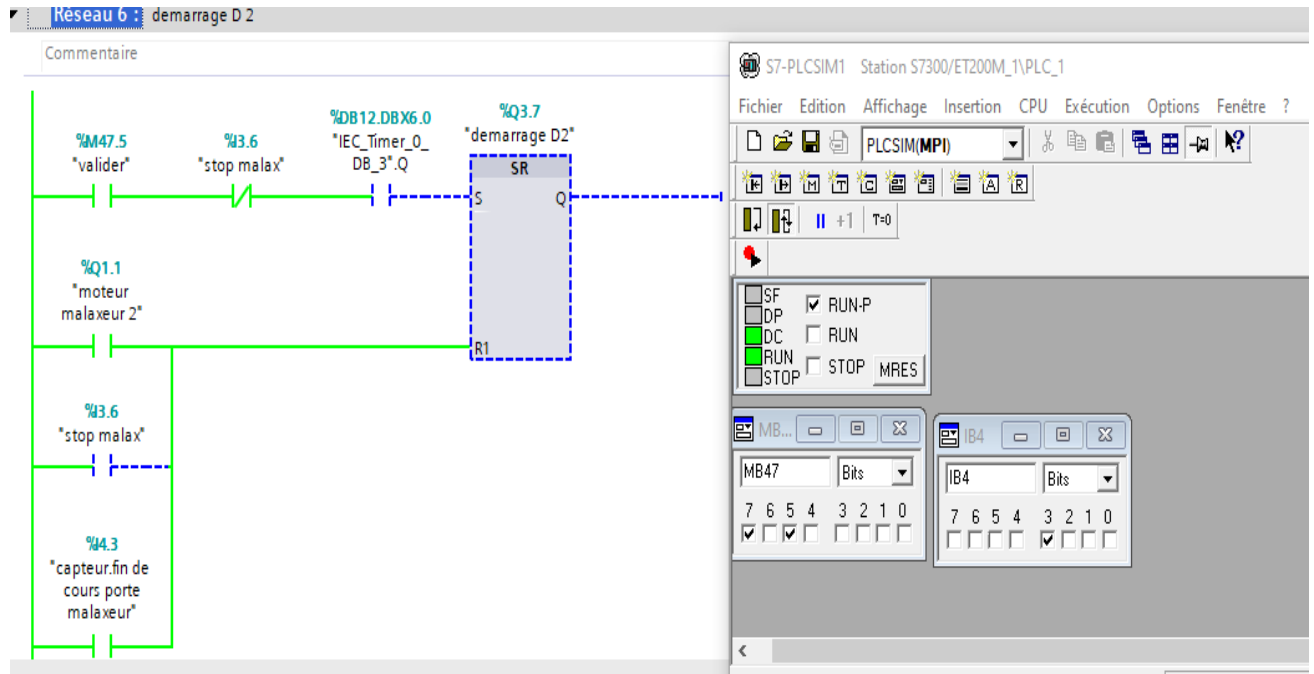 Réseau 6 : demarrage D 2
Commentaire
%M47.5
"valider"
%I3.6
"stop malax"
%DB12.DBX6.0
"IEC_Timer_0_
DB_3".Q
%Q3.7
"demarrage D2"
SR
S Q
R1
%Q1.1
"moteur
malaxeur 2"
%I3.6
"stop malax"
%I4.3
"capteur.fin de
cours porte
malaxeur"
S7-PLCSIM1 Station S7300/ET200M_1\PLC_1
Fichier Edition Affichage Insertion CPU Exécution Options Fenêtre ?
PLCSIM(MPI)
+1 T=0
SF
DP
DC
RUN
STOP
RUN-P
RUN
STOP MRES
MB...
MB47 Bits
7 6 5 4 3 2 1 0
IB4
IB4 Bits
7 6 5 4 3 2 1 0